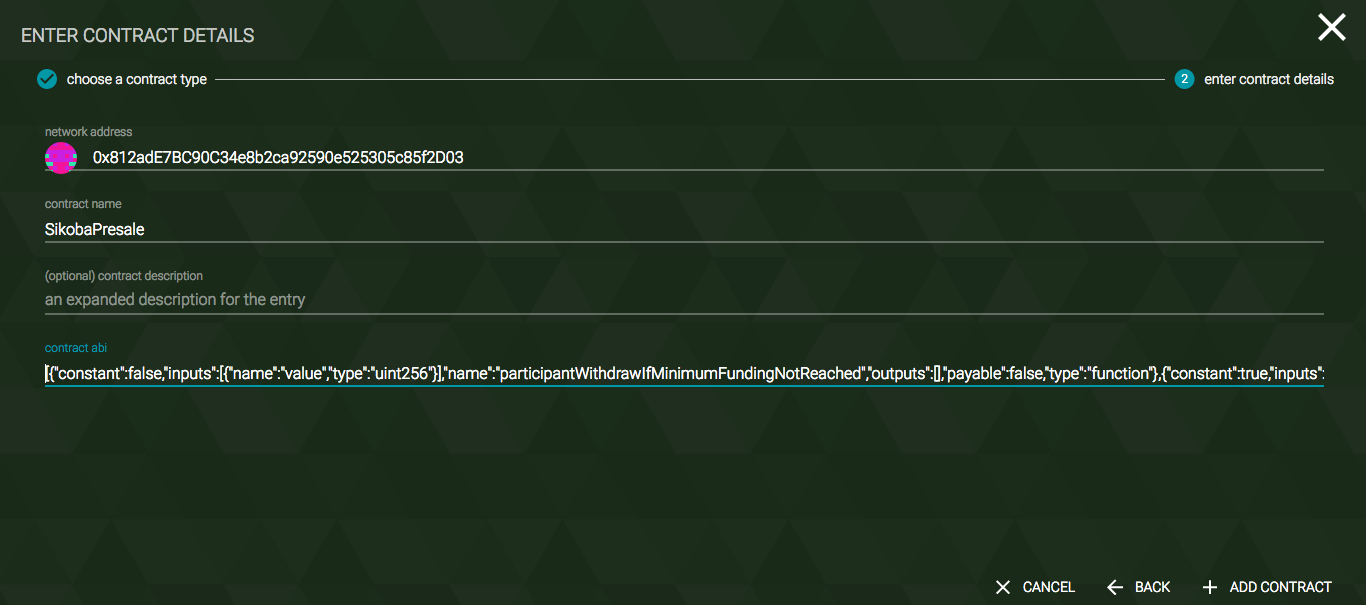 ENTER CONTRACT DETAILS
choose a contract type
2 enter contract details
network address
0x812adE7BC90C34e8b2ca92590e525305c85f2D03
contract name
SikobaPresale
(optional) contract description
an expanded description for the entry
contract abi
[{"constant":false,"inputs":[{"name":"value","type":"uint256"}],"name":"participantWithdrawIfMinimumFundingNotReached","outputs":[],"payable":false,"type":"function"},{"constant":true,"inputs":
CANCEL BACK ADD CONTRACT